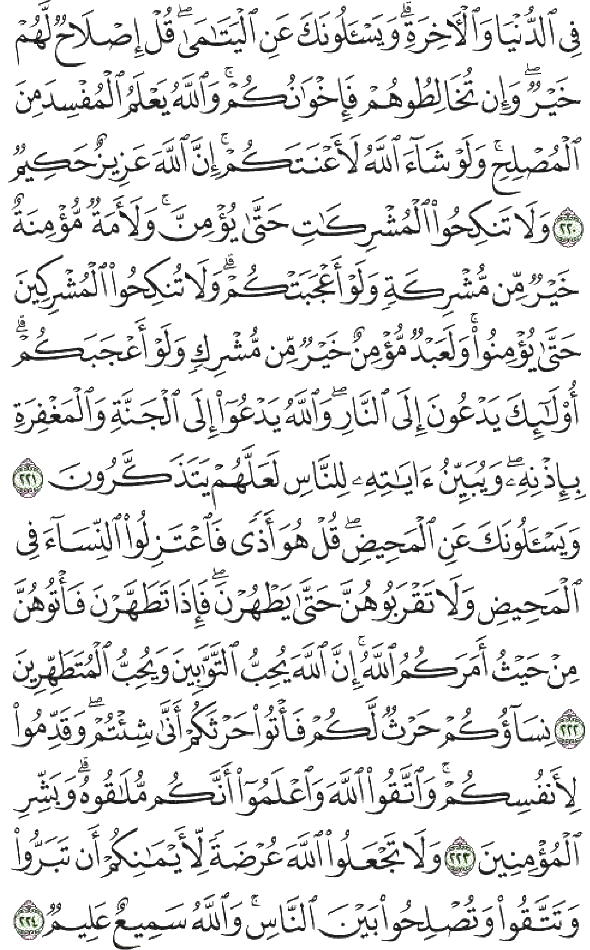 فِى ٱلدُّنْيَا وَٱلْـَٔاخِرَةِ ۗ وَيَسْـَٔلُونَكَ عَنِ ٱلْيَتَـٰمَىٰ ۖ قُلْ إِصْلَاحٌ لَّهُمْ
خَيْرٌ ۖ وَإِن تُخَالِطُوهُمْ فَإِخْوَٰنُكُمْ ۚ وَٱللَّهُ يَعْلَمُ ٱلْمُفْسِدَ مِنَ
ٱلْمُصْلِحِ ۚ وَلَوْ شَآءَ ٱللَّهُ لَأَعْنَتَكُمْ ۚ إِنَّ ٱللَّهَ عَزِيزٌ حَكِيمٌ
٢٢٠ وَلَا تَنكِحُوا۟ ٱلْمُشْرِكَـٰتِ حَتَّىٰ يُؤْمِنَّ ۚ وَلَأَمَةٌ مُّؤْمِنَةٌ
خَيْرٌ مِّن مُّشْرِكَةٍ وَلَوْ أَعْجَبَتْكُمْ ۗ وَلَا تُنكِحُوا۟ ٱلْمُشْرِكِينَ
حَتَّىٰ يُؤْمِنُوا۟ ۚ وَلَعَبْدٌ مُّؤْمِنٌ خَيْرٌ مِّن مُّشْرِكٍ وَلَوْ أَعْجَبَكُمْ ۗ
أُو۟لَـٰٓئِكَ يَدْعُونَ إِلَى ٱلنَّارِ ۖ وَٱللَّهُ يَدْعُوٓا۟ إِلَى ٱلْجَنَّةِ وَٱلْمَغْفِرَةِ
بِإِذْنِهِۦ ۖ وَيُبَيِّنُ ءَايَـٰتِهِۦ لِلنَّاسِ لَعَلَّهُمْ يَتَذَكَّرُونَ ٢٢١
وَيَسْـَٔلُونَكَ عَنِ ٱلْمَحِيضِ ۖ قُلْ هُوَ أَذًى فَٱعْتَزِلُوا۟ ٱلنِّسَآءَ فِى
ٱلْمَحِيضِ ۖ وَلَا تَقْرَبُوهُنَّ حَتَّىٰ يَطْهُرْنَ ۖ فَإِذَا تَطَهَّرْنَ فَأْتُوهُنَّ
مِنْ حَيْثُ أَمَرَكُمُ ٱللَّهُ ۚ إِنَّ ٱللَّهَ يُحِبُّ ٱلتَّوَّٰبِينَ وَيُحِبُّ ٱلْمُتَطَهِّرِينَ
٢٢٢ نِسَآؤُكُمْ حَرْثٌ لَّكُمْ فَأْتُوا۟ حَرْثَكُمْ أَنَّىٰ شِئْتُمْ ۖ وَقَدِّمُوا۟
لِأَنفُسِكُمْ ۚ وَٱتَّقُوا۟ ٱللَّهَ وَٱعْلَمُوٓا۟ أَنَّكُم مُّلَـٰقُوهُ ۗ وَبَشِّرِ
ٱلْمُؤْمِنِينَ ٢٢٣ وَلَا تَجْعَلُوا۟ ٱللَّهَ عُرْضَةً لِّأَيْمَـٰنِكُمْ أَن تَبَرُّوا۟
وَتَتَّقُوا۟ وَتُصْلِحُوا۟ بَيْنَ ٱلنَّاسِ ۗ وَٱللَّهُ سَمِيعٌ عَلِيمٌ ٢٢٤